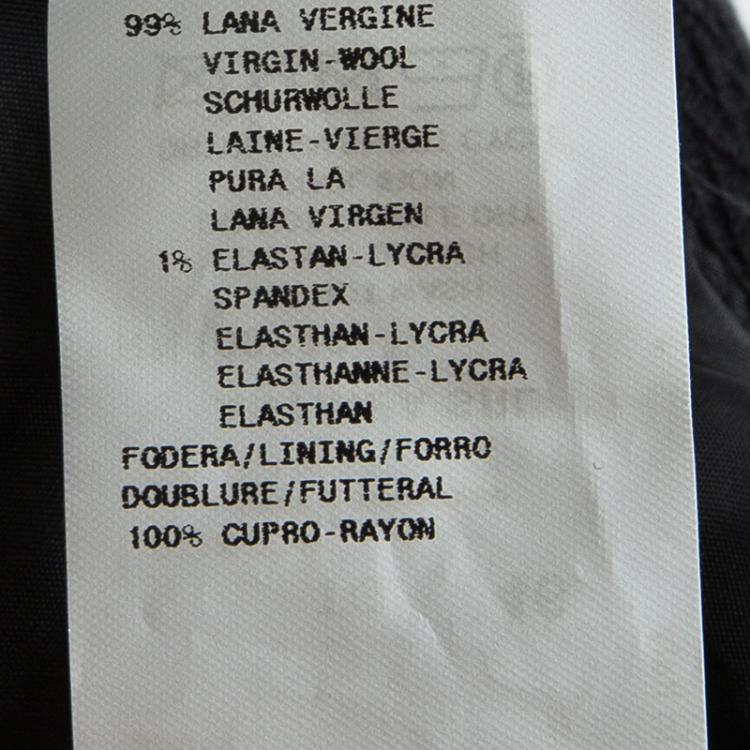 99% LANA VERGINE
VIRGIN-WOOL
SCHURWOLLE
LAINE-VIERGE
PURA LA
LANA VIRGEN
1% ELASTAN-LYCRA
SPANDEX
ELASTHAN-LYCRA
ELASTHANNE-LYCRA
ELASTHAN
FODERA/LINING/FORRO
DOUBLURE/FUTTERAL
100% CUPRO-RAYON